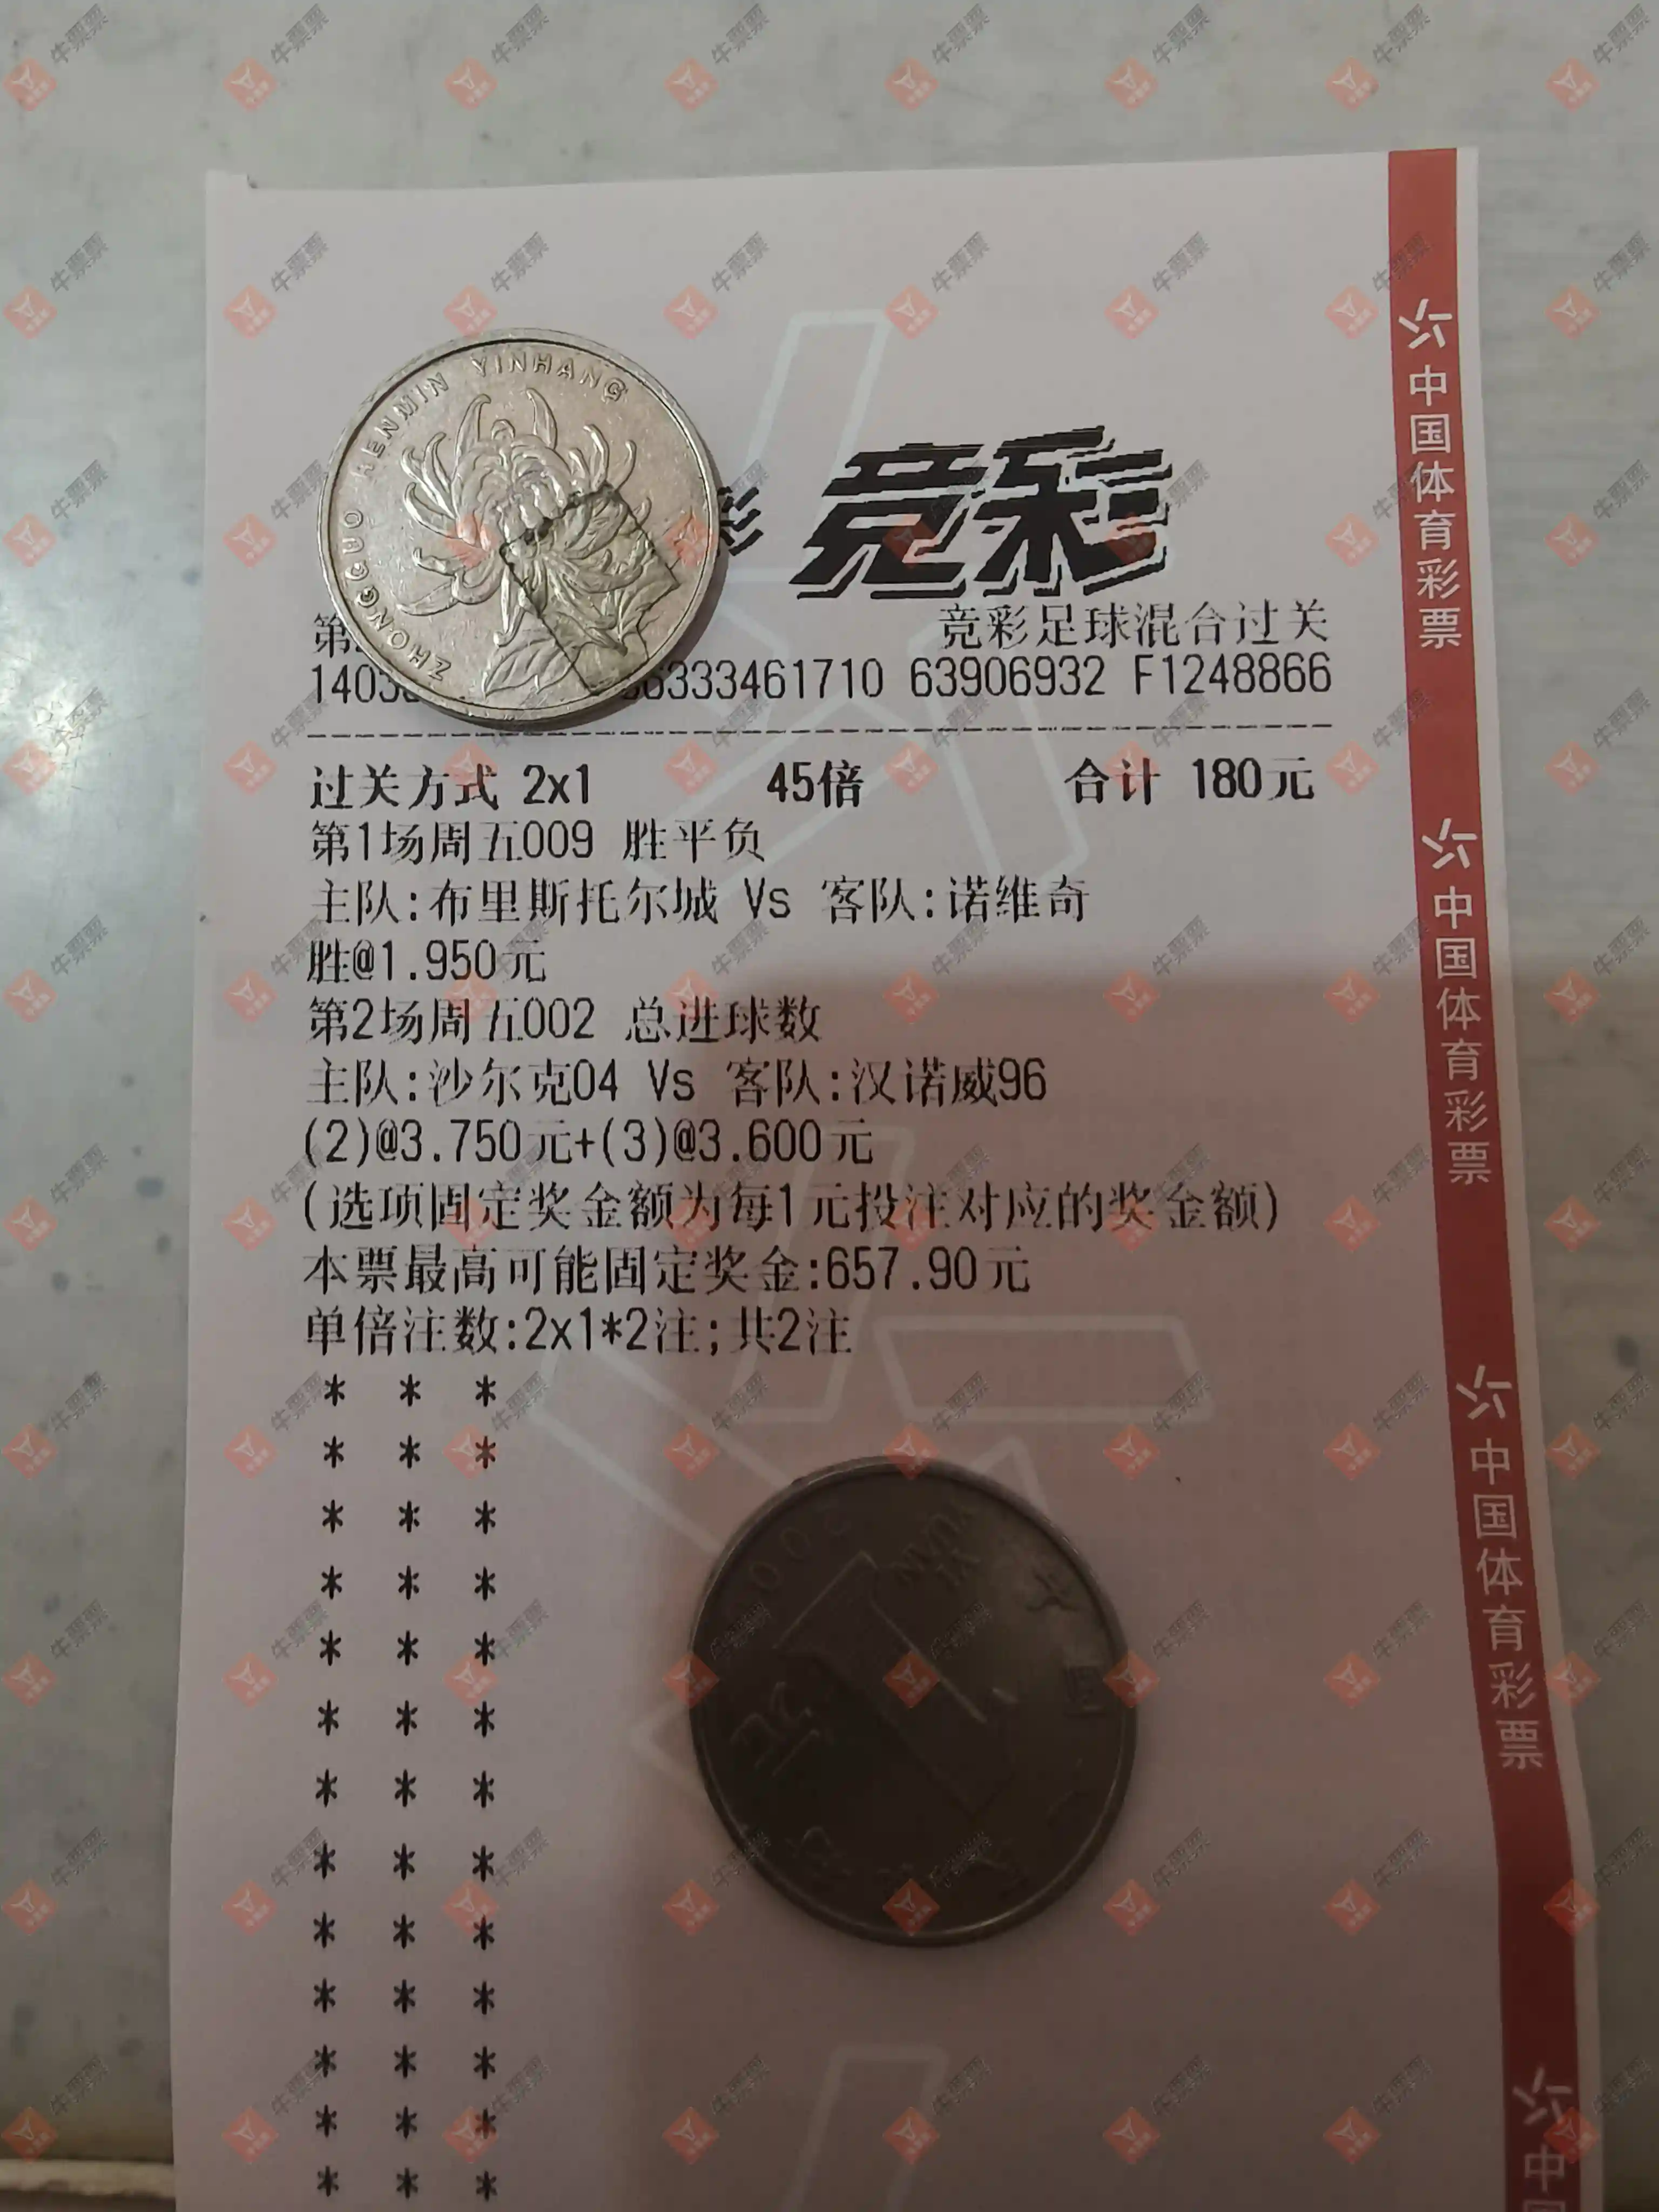 ZHONGGUO RENMIN YINHANG
彩 竞彩
第 竞彩足球混合过关
1403 6333461710 63906932 F1248866
过关方式 2x1 45倍 合计 180元
第1场周五009 胜平负
主队:布里斯托尔城 Vs 客队:诺维奇
胜@1.950元
第2场周五002 总进球数
主队:沙尔克04 Vs 客队:汉诺威96
(2)@3.750元+(3)@3.600元
(选项固定奖金额为每1元投注对应的奖金额)
本票最高可能固定奖金:657.90元
单倍注数:2x1*2注;共2注
* * *
* * *
* * *
* * *
* * *
* * *
* * *
* * *
* * *
* * *
* * *
* * *
* * *
中国体育彩票
中国体育彩票
中国体育彩票
中国
牛票票